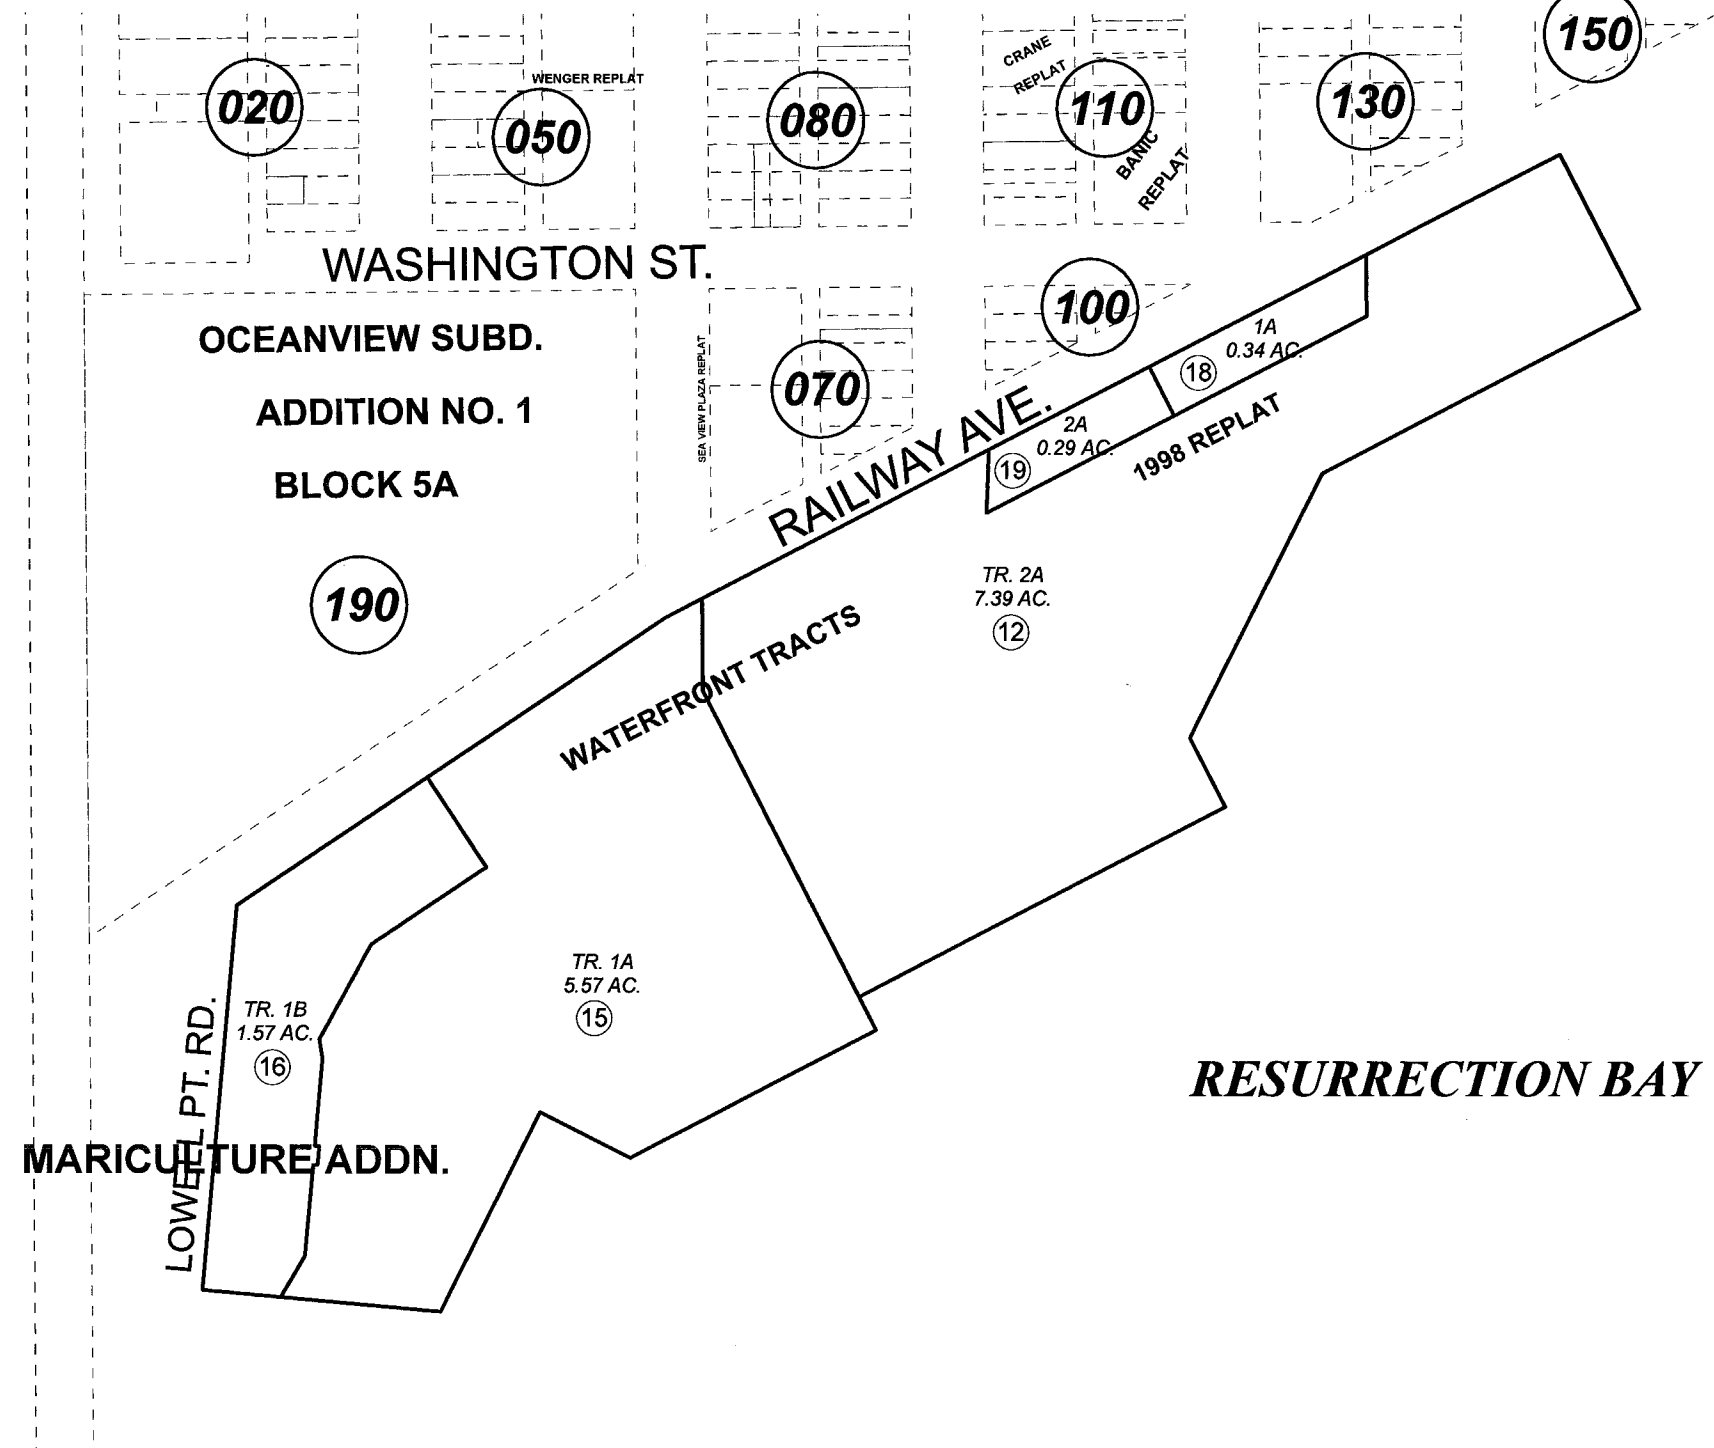 150
020
WENGER REPLAT
050
080
CRANE
REPLAT
110
BANIC
REPLAT
130
WASHINGTON ST.
OCEANVIEW SUBD.
ADDITION NO. 1
BLOCK 5A
190
SEA VIEW PLAZA REPLAT
070
100
RAILWAY AVE.
1A
0.34 AC.
18
2A
0.29 AC.
19
1998 REPLAT
TR. 2A
7.39 AC.
12
WATERFRONT TRACTS
TR. 1A
5.57 AC.
15
TR. 1B
1.57 AC.
16
LOWELL PT. RD.
MARICULTURE ADDN.
RESURRECTION BAY